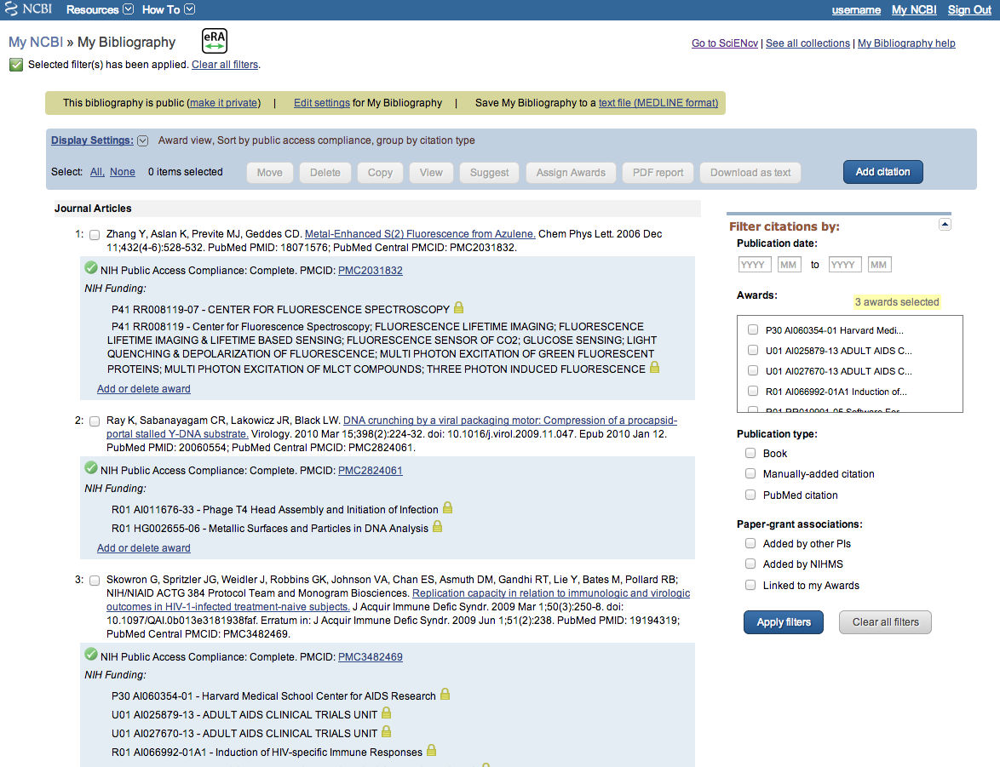 NCBI Resources How To username My NCBI Sign Out
My NCBI » My Bibliography eRA Go to SciENcv | See all collections | My Bibliography help
Selected filter(s) has been applied. Clear all filters.
This bibliography is public (make it private) | Edit settings for My Bibliography | Save My Bibliography to a text file (MEDLINE format)
Display Settings: Award view, Sort by public access compliance, group by citation type
Select: All, None 0 items selected Move Delete Copy View Suggest Assign Awards PDF report Download as text Add citation
Journal Articles
1: Zhang Y, Aslan K, Previte MJ, Geddes CD. Metal-Enhanced S(2) Fluorescence from Azulene. Chem Phys Lett. 2006 Dec
11;432(4-6):528-532. PubMed PMID: 18071576; PubMed Central PMCID: PMC2031832.
NIH Public Access Compliance: Complete. PMCID: PMC2031832
NIH Funding:
P41 RR008119-07 - CENTER FOR FLUORESCENCE SPECTROSCOPY
P41 RR008119 - Center for Fluorescence Spectroscopy; FLUORESCENCE LIFETIME IMAGING; FLUORESCENCE
LIFETIME IMAGING & LIFETIME BASED SENSING; FLUORESCENCE SENSOR OF CO2; GLUCOSE SENSING; LIGHT
QUENCHING & DEPOLARIZATION OF FLUORESCENCE; MULTI PHOTON EXCITATION OF GREEN FLUORESCENT
PROTEINS; MULTI PHOTON EXCITATION OF MLCT COMPOUNDS; THREE PHOTON INDUCED FLUORESCENCE
Add or delete award
2: Ray K, Sabanayagam CR, Lakowicz JR, Black LW. DNA crunching by a viral packaging motor: Compression of a procapsid-
portal stalled Y-DNA substrate. Virology. 2010 Mar 15;398(2):224-32. doi: 10.1016/j.virol.2009.11.047. Epub 2010 Jan 12.
PubMed PMID: 20060554; PubMed Central PMCID: PMC2824061.
NIH Public Access Compliance: Complete. PMCID: PMC2824061
NIH Funding:
R01 AI011676-33 - Phage T4 Head Assembly and Initiation of Infection
R01 HG002655-06 - Metallic Surfaces and Particles in DNA Analysis
Add or delete award
3: Skowron G, Spritzler JG, Weidler J, Robbins GK, Johnson VA, Chan ES, Asmuth DM, Gandhi RT, Lie Y, Bates M, Pollard RB;
NIH/NIAID ACTG 384 Protocol Team and Monogram Biosciences. Replication capacity in relation to immunologic and virologic
outcomes in HIV-1-infected treatment-naive subjects. J Acquir Immune Defic Syndr. 2009 Mar 1;50(3):250-8. doi:
10.1097/QAI.0b013e3181938faf. Erratum in: J Acquir Immune Defic Syndr. 2009 Jun 1;51(2):238. PubMed PMID: 19194319;
PubMed Central PMCID: PMC3482469.
NIH Public Access Compliance: Complete. PMCID: PMC3482469
NIH Funding:
P30 AI060354-01 - Harvard Medical School Center for AIDS Research
U01 AI025879-13 - ADULT AIDS CLINICAL TRIALS UNIT
U01 AI027670-13 - ADULT AIDS CLINICAL TRIALS UNIT
R01 AI066992-01A1 - Induction of HIV-specific Immune Responses
Filter citations by:
Publication date:
YYYY MM to YYYY MM
Awards: 3 awards selected
P30 AI060354-01 Harvard Medi...
U01 AI025879-13 ADULT AIDS C...
U01 AI027670-13 ADULT AIDS C...
R01 AI066992-01A1 Induction of...
R01 RR019991-05 Software For
Publication type:
Book
Manually-added citation
PubMed citation
Paper-grant associations:
Added by other PIs
Added by NIHMS
Linked to my Awards
Apply filters Clear all filters